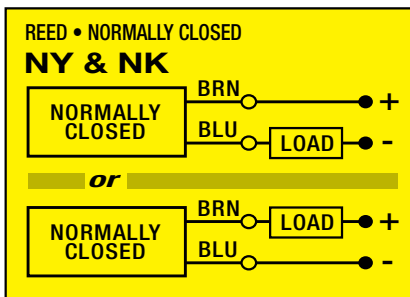 REED • NORMALLY CLOSED
NY & NK
BRN +
NORMALLY
CLOSED
BLU LOAD -
or
BRN LOAD +
NORMALLY
CLOSED
BLU -